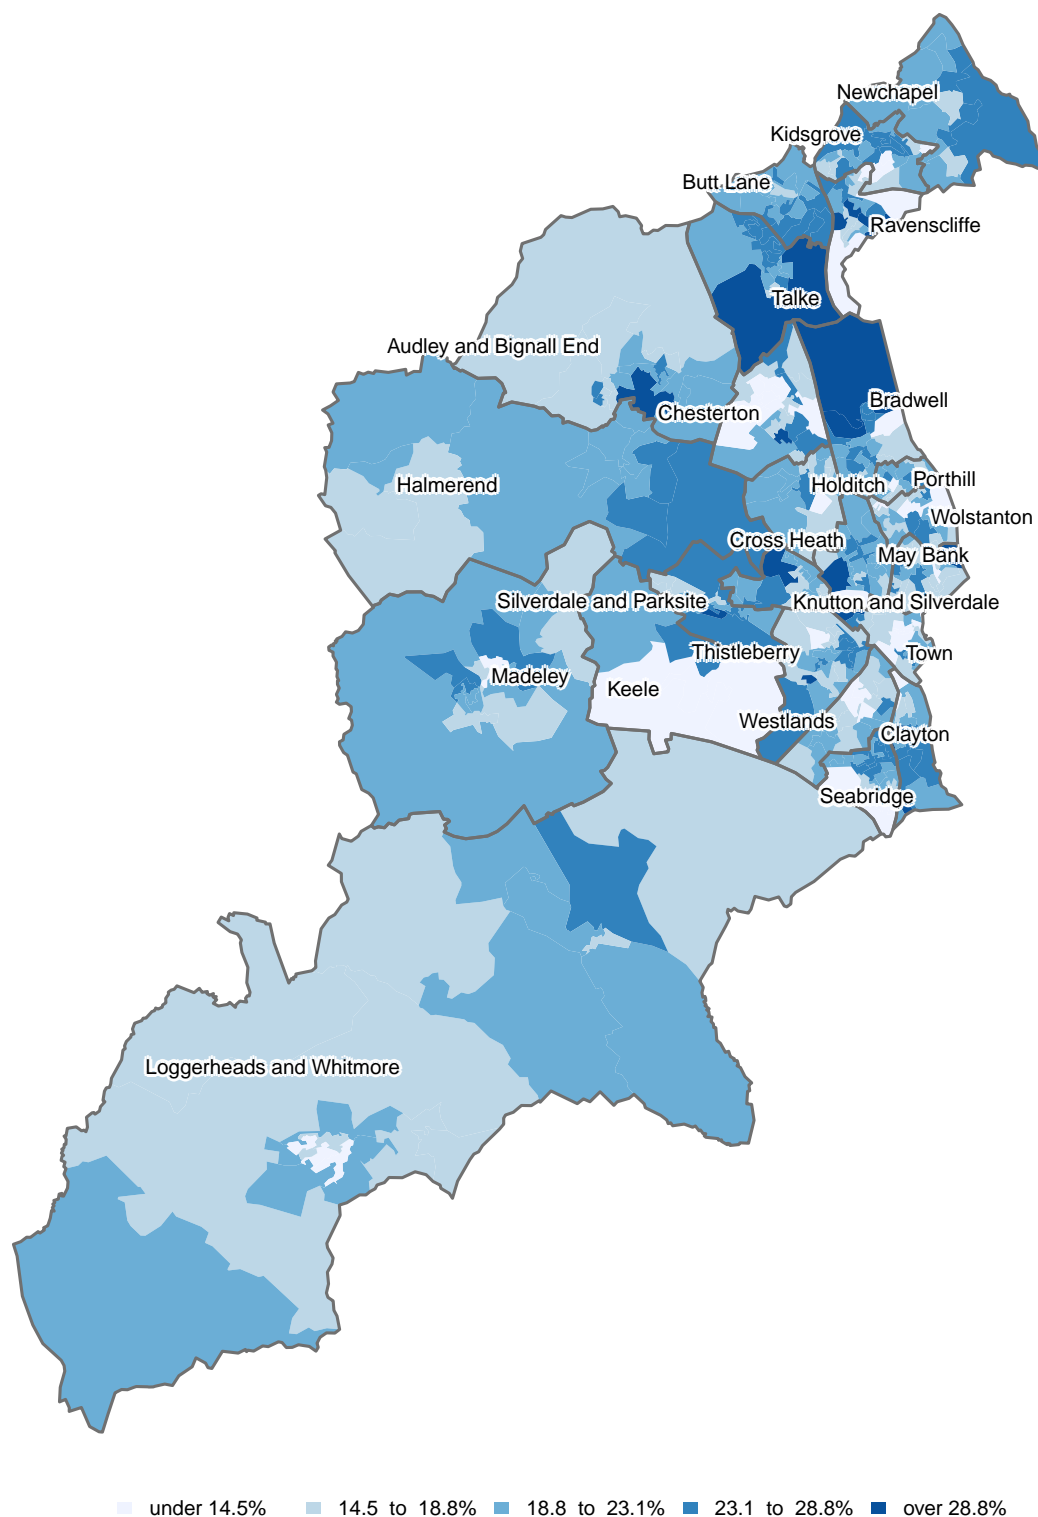 Newchapel
Kidsgrove
Butt Lane
Ravenscliffe
Talke
Audley and Bignall End
Bradwell
Chesterton
Halmerend
Holditch
Porthill
Wolstanton
Cross Heath
May Bank
Silverdale and Parksite
Knutton and Silverdale
Thistleberry
Town
Madeley
Keele
Westlands
Clayton
Seabridge
Loggerheads and Whitmore
under 14.5% 14.5 to 18.8% 18.8 to 23.1% 23.1 to 28.8% over 28.8%